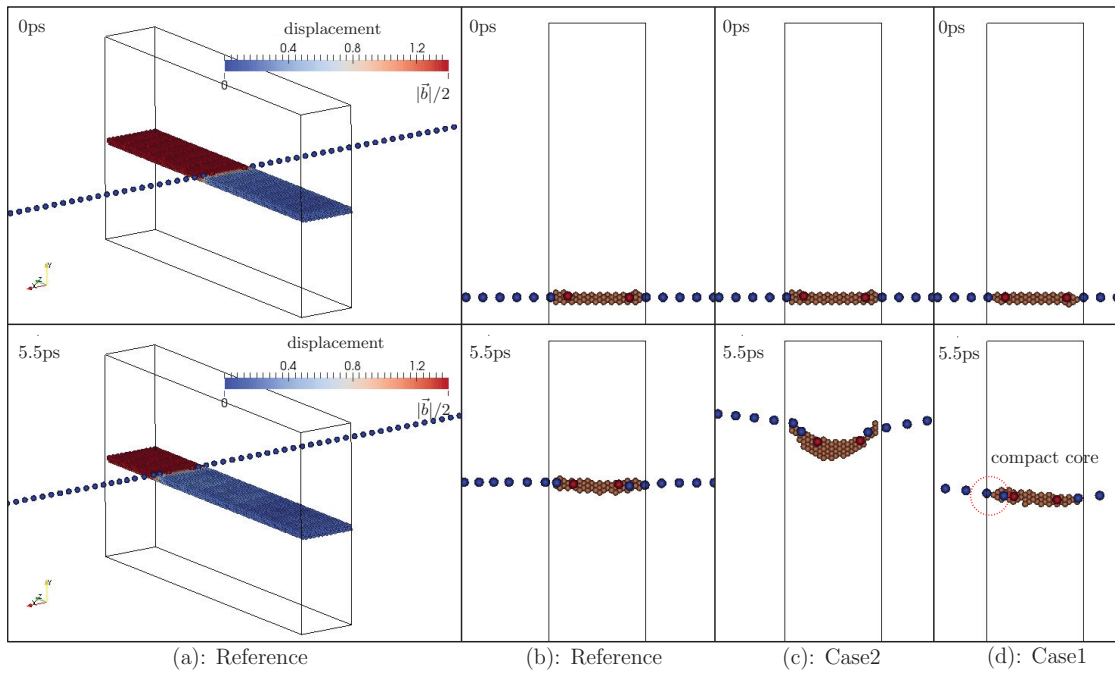 0ps
displacement
0.4 0.8 1.2
0
|b⃗|/2
0ps
0ps
0ps
5.5ps
displacement
0.4 0.8 1.2
0
|b⃗|/2
5.5ps
5.5ps
5.5ps
compact core
(a): Reference
(b): Reference
(c): Case2
(d): Case1